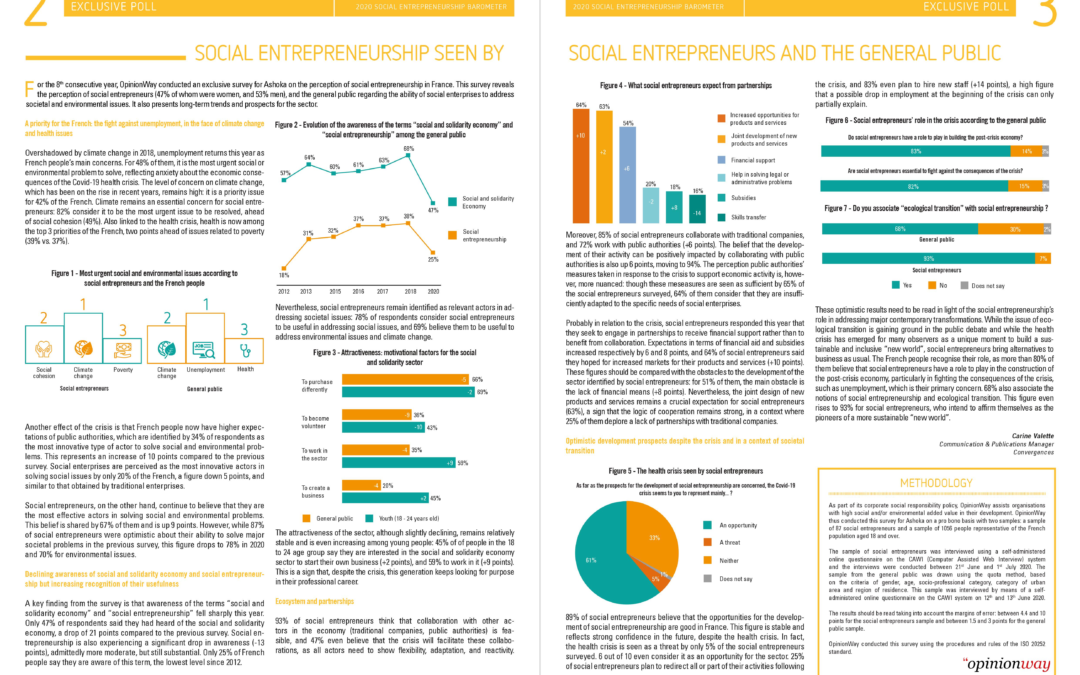 2
EXCLUSIVE POLL
2020 SOCIAL ENTREPRENEURSHIP BAROMETER
SOCIAL ENTREPRENEURSHIP SEEN BY
For the 8th consecutive year, OpinionWay conducted an exclusive survey for Ashoka on the perception of social entrepreneurship in France. This survey reveals
the perception of social entrepreneurs (47% of whom were women, and 53% men), and the general public regarding the ability of social enterprises to address
societal and environmental issues. It also presents long-term trends and prospects for the sector.
A priority for the French: the fight against unemployment, in the face of climate change
and health issues
Overshadowed by climate change in 2018, unemployment returns this year as
French people's main concerns. For 48% of them, it is the most urgent social or
environmental problem to solve, reflecting anxiety about the economic conse-
quences of the Covid-19 health crisis. The level of concern on climate change,
which has been on the rise in recent years, remains high: it is a priority issue
for 42% of the French. Climate remains an essential concern for social entre-
preneurs: 82% consider it to be the most urgent issue to be resolved, ahead
of social cohesion (49%). Also linked to the health crisis, health is now among
the top 3 priorities of the French, two points ahead of issues related to poverty
(39% vs. 37%).
Figure 1 - Most urgent social and environmental issues according to
social entrepreneurs and the French people
2
1
3
2
1
3
Social cohesion
Climate change
Poverty
Climate change
Unemployment
Health
Social entrepreneurs
General public
Another effect of the crisis is that French people now have higher expec-
tations of public authorities, which are identified by 34% of respondents as
the most innovative type of actor to solve social and environmental prob-
lems. This represents an increase of 10 points compared to the previous
survey. Social enterprises are perceived as the most innovative actors in
solving social issues by only 20% of the French, a figure down 5 points, and
similar to that obtained by traditional enterprises.
Social entrepreneurs, on the other hand, continue to believe that they are
the most effective actors in solving social and environmental problems.
This belief is shared by 67% of them and is up 9 points. However, while 87%
of social entrepreneurs were optimistic about their ability to solve major
societal problems in the previous survey, this figure drops to 78% in 2020
and 70% for environmental issues.
Declining awareness of social and solidarity economy and social entrepreneur-
ship but increasing recognition of their usefulness
A key finding from the survey is that awareness of the terms "social and
solidarity economy" and "social entrepreneurship" fell sharply this year.
Only 47% of respondents said they had heard of the social and solidarity
economy, a drop of 21 points compared to the previous survey. Social en-
trepreneurship is also experiencing a significant drop in awareness (-13
points), admittedly more moderate, but still substantial. Only 25% of French
people say they are aware of this term, the lowest level since 2012.
Figure 2 - Evolution of the awareness of the terms "social and solidarity economy" and
"social entrepreneurship" among the general public
57%
64%
60%
61%
63%
68%
47%
Social and solidarity
Economy
31%
32%
37%
37%
38%
25%
Social
entrepreneurship
2012 2013 2015 2016 2017 2018 2020
Nevertheless, social entrepreneurs remain identified as relevant actors in ad-
dressing societal issues: 78% of respondents consider social entrepreneurs
to be useful in addressing social issues, and 69% believe them to be useful to
address environmental issues and climate change.
Figure 3 - Attractiveness: motivational factors for the social
and solidarity sector
To purchase
differently
66%
69%
To become
volunteer
36%
-10 43%
To work in
the sector
35%
+9 59%
To create a
business
20%
+2 45%
General public
Youth (18 - 24 years old)
The attractiveness of the sector, although slightly declining, remains relatively
stable and is even increasing among young people: 45% of of people in the 18
to 24 age group say they are interested in the social and solidarity economy
sector to start their own business (+2 points), and 59% to work in it (+9 points).
This is a sign that, despite the crisis, this generation keeps looking for purpose
in their professional career.
Ecosystem and partnerships
93% of social entrepreneurs think that collaboration with other ac-
tors in the economy (traditional companies, public authorities) is fea-
sible, and 47% even believe the crisis will facilitate these collabo-
rations, as all actors need to show flexibility, adaptation, and reactivity.
2020 SOCIAL ENTREPRENEURSHIP BAROMETER
EXCLUSIVE POLL
3
SOCIAL ENTREPRENEURS AND THE GENERAL PUBLIC
Figure 4 - What social entrepreneurs expect from partnerships
64%
63%
54%
20%
18%
16%
+10
+2
+8
-2
+8
-14
Increased opportunities for
products and services
Joint development of new
products and services
Financial support
Help in solving legal or
administrative problems
Subsidies
Skills transfer
Moreover, 85% of social entrepreneurs collaborate with traditional companies,
and 72% work with public authorities (+6 points). The belief that the develop-
ment of their activity can be positively impacted by collaborating with public
authorities is also up 6 points, moving to 94%. The perception public authorities'
measures taken in response to the crisis to support economic activity is, howe-
ver, more nuanced: though these meseasures are seen as sufficient by 65% of
the social entrepreneurs surveyed, 64% of them consider that they are insuffi-
ciently adapted to the specific needs of social enterprises.
Probably in relation to the crisis, social entrepreneurs responded this year that
they seek to engage in partnerships to receive financial support rather than to
benefit from collaboration. Expectations in terms of financial aid and subsidies
increased respectively by 6 and 8 points, and 64% of social entrepreneurs said
they hoped for increased markets for their products and services (+10 points).
These figures should be compared with the obstacles to the development of the
sector identified by social entrepreneurs: for 51% of them, the main obstacle is
the lack of financial means (+8 points). Nevertheless, the joint design of new
products and services remains a crucial expectation for social entrepreneurs
(63%), a sign that the logic of cooperation remains strong, in a context where
25% of them deplore a lack of partnerships with traditional companies.
Optimistic development prospects despite the crisis and in a context of societal
transition
Figure 5 - The health crisis seen by social entrepreneurs
As far as the prospects for the development of social entrepreneurship are concerned, the Covid-19
crisis seems to you to represent mainly...?
61%
33%
5%
1%
An opportunity
A threat
Neither
Does not say
89% of social entrepreneurs believe that the opportunities for the develop-
ment of social entrepreneurship are good in France. This figure is stable and
reflects strong confidence in the future, despite the health crisis. In fact,
the health crisis is seen as a threat by only 5% of the social entrepreneurs
surveyed. 6 out of 10 even consider it as an opportunity for the sector. 25%
of social entrepreneurs plan to redirect all or part of their activities following
the crisis, and 83% even plan to hire new staff (+14 points), a high figure
that a possible drop in employment at the beginning of the crisis can only
partially explain.
Figure 6 - Social entrepreneurs' role in the crisis according to the general public
Do social entrepreneurs have a role to play in building the post-crisis economy?
83%
14%
3%
Are social entrepreneurs essential to fight against the consequences of the crisis?
82%
15%
3%
Figure 7 - Do you associate "ecological transition" with social entrepreneurship ?
68%
30%
2%
General public
93%
7%
Social entrepreneurs
Yes
No
Does not say
These optimistic results need to be read in light of the social entrepreneurship's
role in addressing major contemporary transformations. While the issue of eco-
logical transition is gaining ground in the public debate and while the health
crisis has emerged for many observers as a unique moment to build a sus-
tainable and inclusive "new world", social entrepreneurs bring alternatives to
business as usual. The French people recognise their role, as more than 80% of
them believe that social entrepreneurs have a role to play in the construction of
the post-crisis economy, particularly in fighting the consequences of the crisis,
such as unemployment, which is their primary concern. 68% also associate the
notions of social entrepreneurship and ecological transition. This figure even
rises to 93% for social entrepreneurs, who intend to affirm themselves as the
pioneers of a more sustainable "new world".
Carine Valette
Communication & Publications Manager
Convergences
METHODOLOGY
As part of its corporate social responsibility policy, OpinionWay assists organisations
with high social and/or environmental added value in their development. OpinionWay
thus conducted this survey for Ashoka on a pro bono basis with two samples: a sample
of 87 social entrepreneurs and a sample of 1056 people representative of the French
population aged 18 and over.
The sample of social entrepreneurs was interviewed using a self-administered
online questionnaire on the CAWI (Computer Assisted Web Interview) system
and the interviews were conducted between 21st June and 1st July 2020. The
sample from the general public was drawn using the quota method, based
on the criteria of gender, age, socio-professional category, category of urban
area and region of residence. This sample was interviewed by means of a self-
administered online questionnaire on the CAWI system on 12th and 13th June 2020.
The results should be read taking into account the margins of error: between 4.4 and 10
points for the social entrepreneurs sample and between 1.5 and 3 points for the general
public sample.
OpinionWay conducted this survey using the procedures and rules of the ISO 20252
standard.
"opinionway